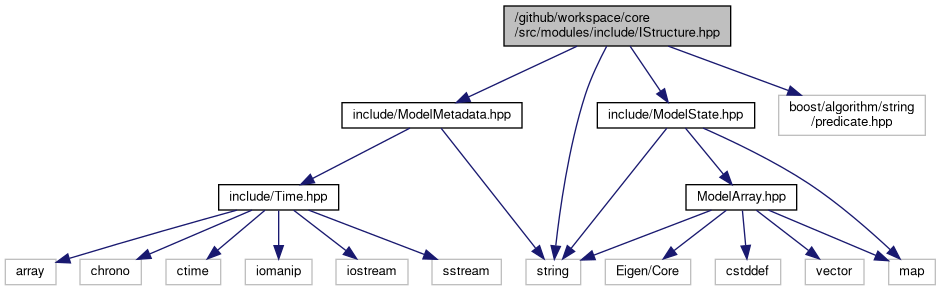 /github/workspace/core
/src/modules/include/IStructure.hpp
include/ModelMetadata.hpp
include/ModelState.hpp
boost/algorithm/string
/predicate.hpp
include/Time.hpp
ModelArray.hpp
array
chrono
ctime
iomanip
iostream
sstream
string
Eigen/Core
cstddef
vector
map